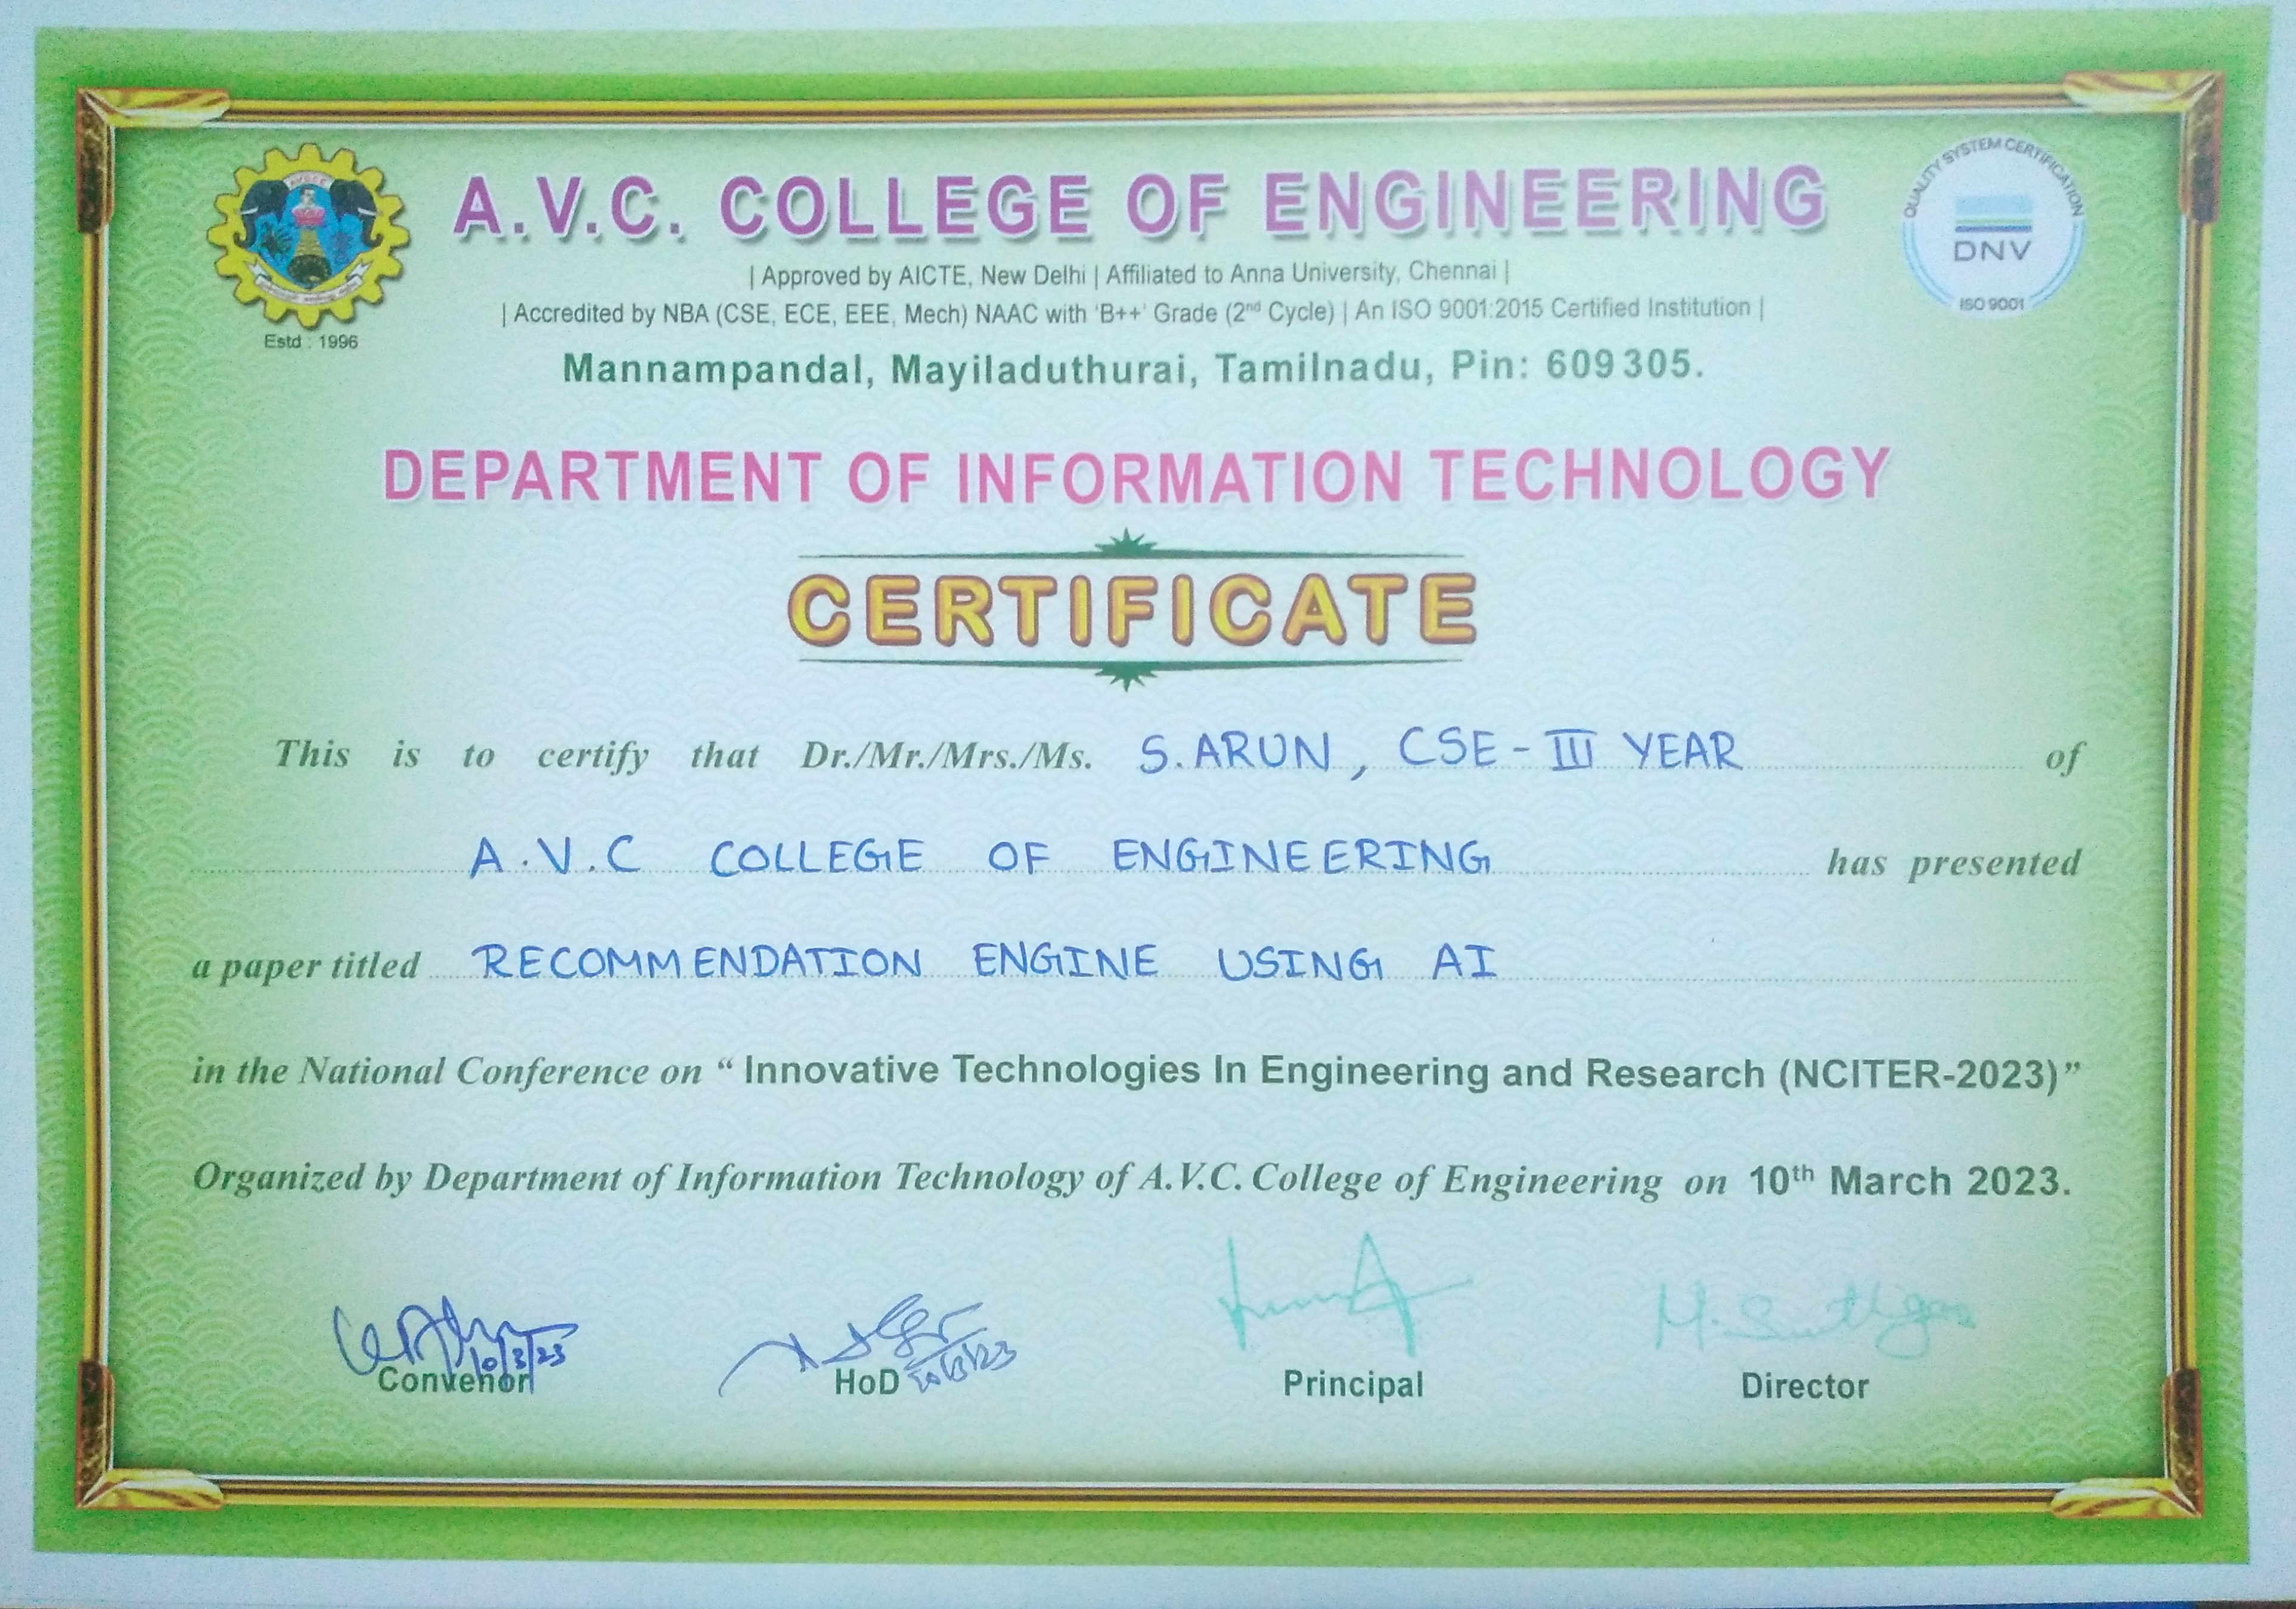 A.V.C. COLLEGE OF ENGINEERING
| Approved by AICTE, New Delhi | Affiliated to Anna University, Chennai |
| Accredited by NBA (CSE, ECE, EEE, Mech) NAAC with 'B++' Grade (2nd Cycle) | An ISO 9001:2015 Certified Institution |
Estd : 1996
QUALITY SYSTEM CERTIFICATION
DNV
ISO 9001
Mannampandal, Mayiladuthurai, Tamilnadu, Pin: 609 305.
DEPARTMENT OF INFORMATION TECHNOLOGY
CERTIFICATE
This is to certify that Dr./Mr./Mrs./Ms. S. ARUN, CSE - III YEAR of
A.V.C COLLEGE OF ENGINEERING has presented
a paper titled RECOMMENDATION ENGINE USING AI
in the National Conference on “ Innovative Technologies In Engineering and Research (NCITER-2023)”
Organized by Department of Information Technology of A.V.C. College of Engineering on 10th March 2023.
10/3/23
Convenor HoD Principal Director